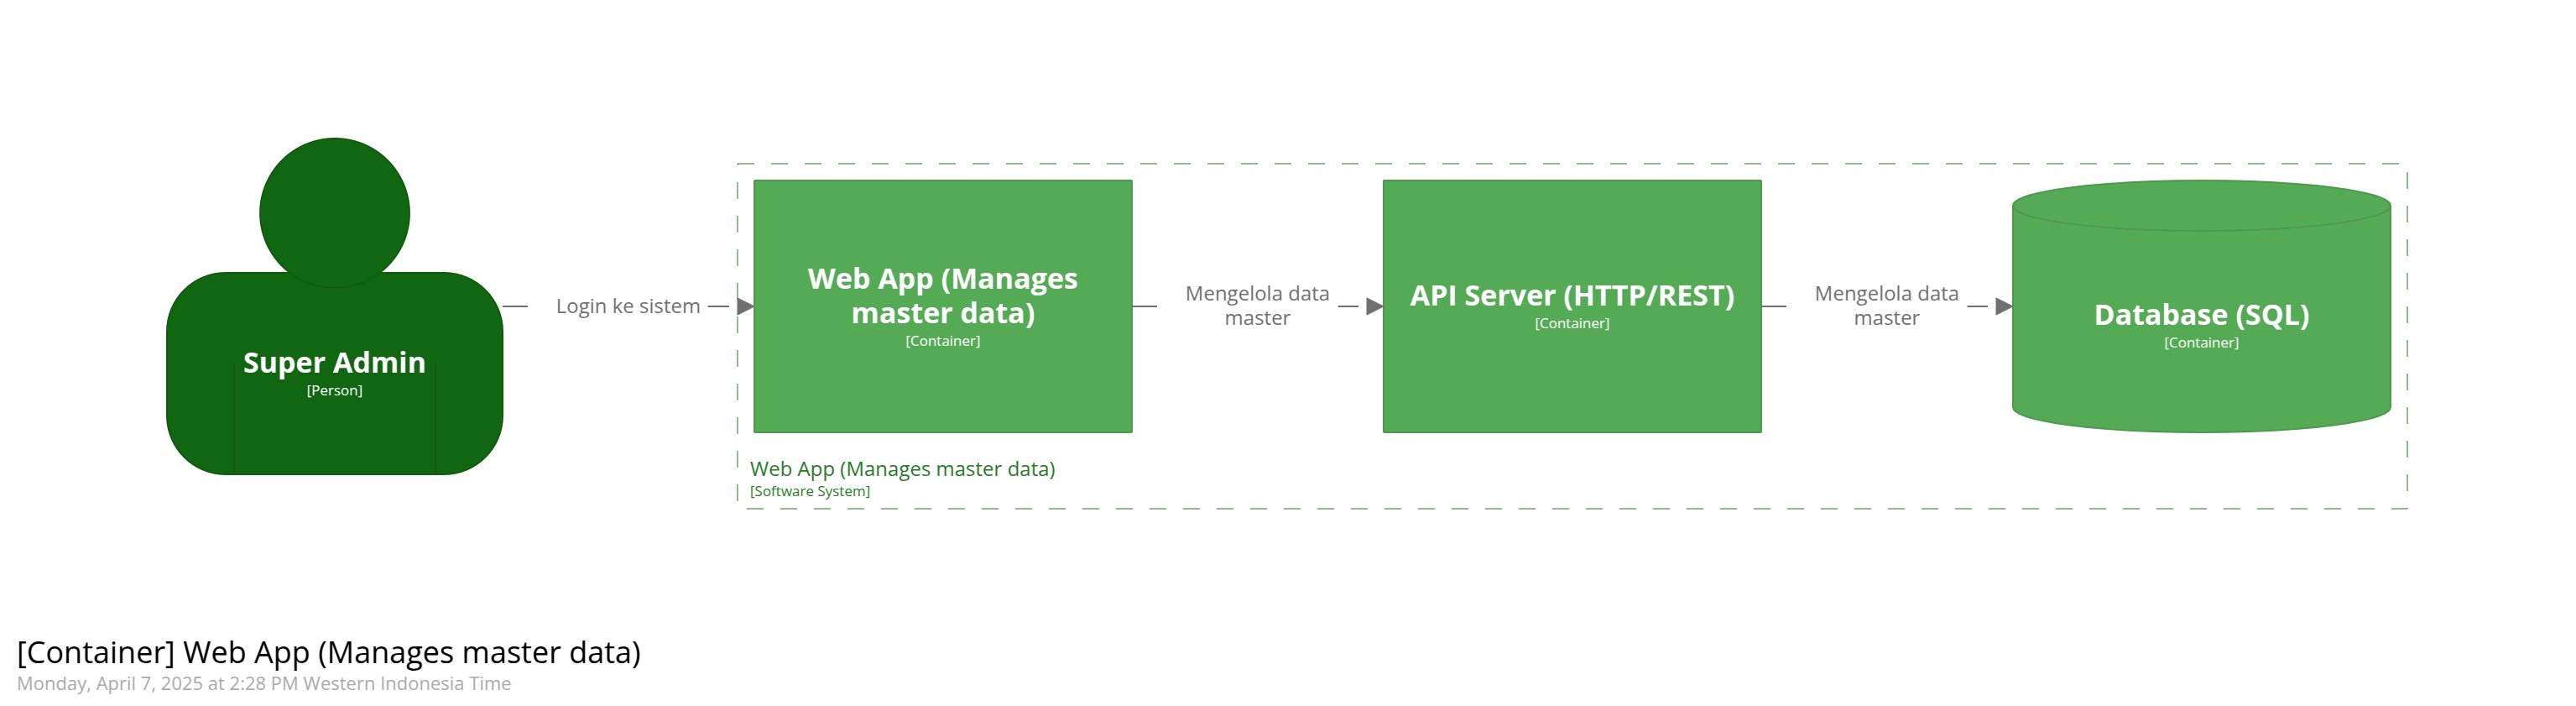 Super Admin
[Person]
Login ke sistem
Web App (Manages
master data)
[Container]
Mengelola data
master
API Server (HTTP/REST)
[Container]
Mengelola data
master
Database (SQL)
[Container]
Web App (Manages master data)
[Software System]
[Container] Web App (Manages master data)
Monday, April 7, 2025 at 2:28 PM Western Indonesia Time